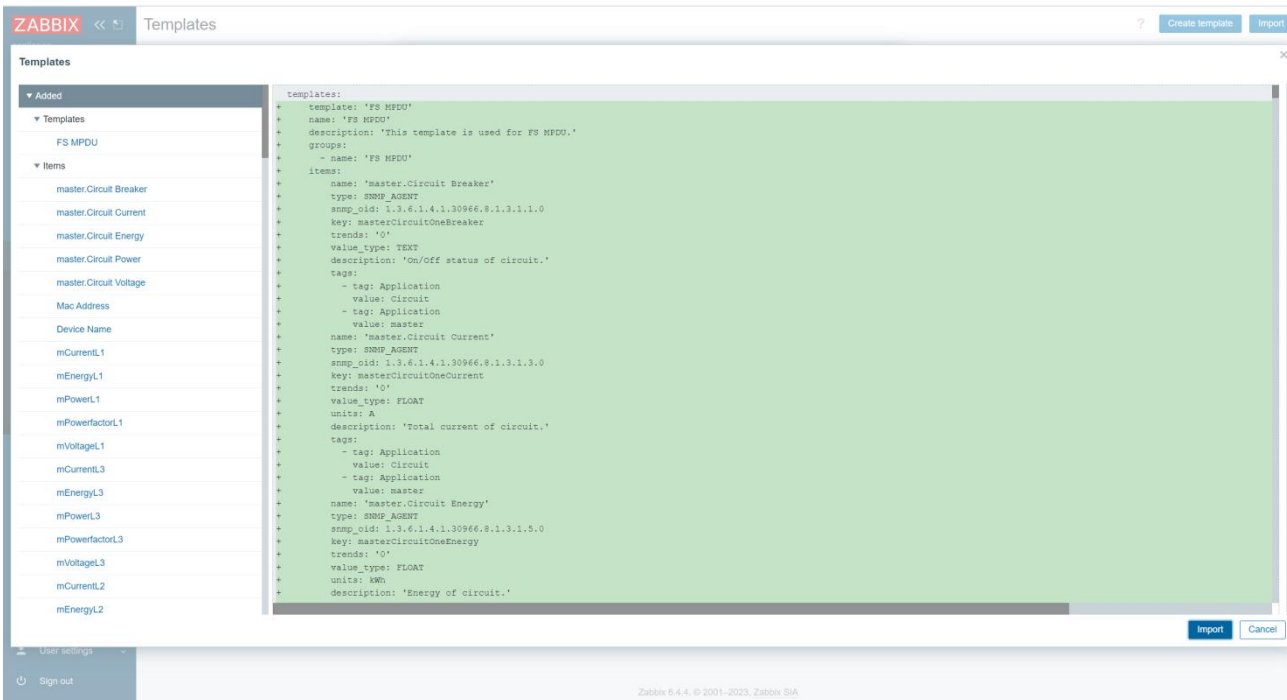 ZABBIX
Templates
?
Create template
Import
Templates
Added
Templates
FS MPDU
Items
master.Circuit Breaker
master.Circuit Current
master.Circuit Energy
master.Circuit Power
master.Circuit Voltage
Mac Address
Device Name
mCurrentL1
mEnergyL1
mPowerL1
mPowerfactorL1
mVoltageL1
mCurrentL3
mEnergyL3
mPowerL3
mPowerfactorL3
mVoltageL3
mCurrentL2
mEnergyL2
templates:
+ template: 'FS MPDU'
+ name: 'FS MPDU'
+ description: 'This template is used for FS MPDU.'
+ groups:
+ - name: 'FS MPDU'
+ items:
+ name: 'master.Circuit Breaker'
+ type: SNMP_AGENT
+ snmp_oid: 1.3.6.1.4.1.30966.8.1.3.1.1.0
+ key: masterCircuitOneBreaker
+ trends: '0'
+ value_type: TEXT
+ description: 'On/Off status of circuit.'
+ tags:
+ - tag: Application
+ value: Circuit
+ - tag: Application
+ value: master
+ name: 'master.Circuit Current'
+ type: SNMP_AGENT
+ snmp_oid: 1.3.6.1.4.1.30966.8.1.3.1.3.0
+ key: masterCircuitOneCurrent
+ trends: '0'
+ value_type: FLOAT
+ units: A
+ description: 'Total current of circuit.'
+ tags:
+ - tag: Application
+ value: Circuit
+ - tag: Application
+ value: master
+ name: 'master.Circuit Energy'
+ type: SNMP_AGENT
+ snmp_oid: 1.3.6.1.4.1.30966.8.1.3.1.5.0
+ key: masterCircuitOneEnergy
+ trends: '0'
+ value_type: FLOAT
+ units: kWh
+ description: 'Energy of circuit.'
Import
Cancel
User settings
Sign out
Zabbix 6.4.4. © 2001–2023, Zabbix SIA